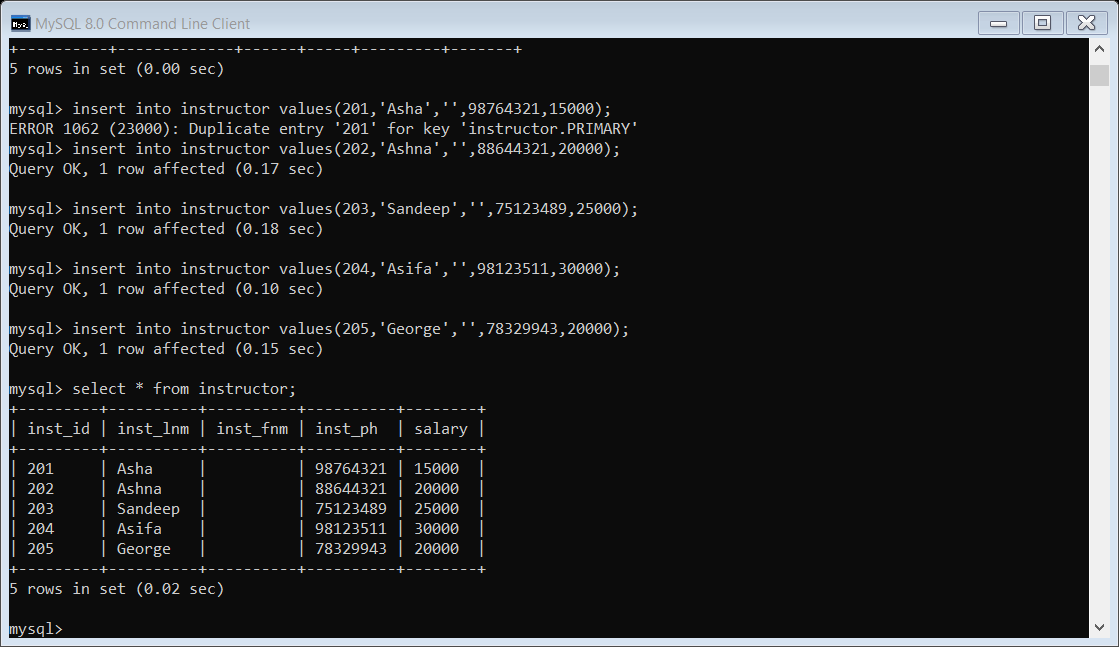 MySQL 8.0 Command Line Client
+----------+-------------+------+-----+---------+-------+
5 rows in set (0.00 sec)
mysql> insert into instructor values(201,'Asha','',98764321,15000);
ERROR 1062 (23000): Duplicate entry '201' for key 'instructor.PRIMARY'
mysql> insert into instructor values(202,'Ashna','',88644321,20000);
Query OK, 1 row affected (0.17 sec)
mysql> insert into instructor values(203,'Sandeep','',75123489,25000);
Query OK, 1 row affected (0.18 sec)
mysql> insert into instructor values(204,'Asifa','',98123511,30000);
Query OK, 1 row affected (0.10 sec)
mysql> insert into instructor values(205,'George','',78329943,20000);
Query OK, 1 row affected (0.15 sec)
mysql> select * from instructor;
+---------+----------+----------+----------+--------+
| inst_id | inst_lnm | inst_fnm | inst_ph  | salary |
+---------+----------+----------+----------+--------+
| 201     | Asha     |          | 98764321 | 15000  |
| 202     | Ashna    |          | 88644321 | 20000  |
| 203     | Sandeep  |          | 75123489 | 25000  |
| 204     | Asifa    |          | 98123511 | 30000  |
| 205     | George   |          | 78329943 | 20000  |
+---------+----------+----------+----------+--------+
5 rows in set (0.02 sec)
mysql>